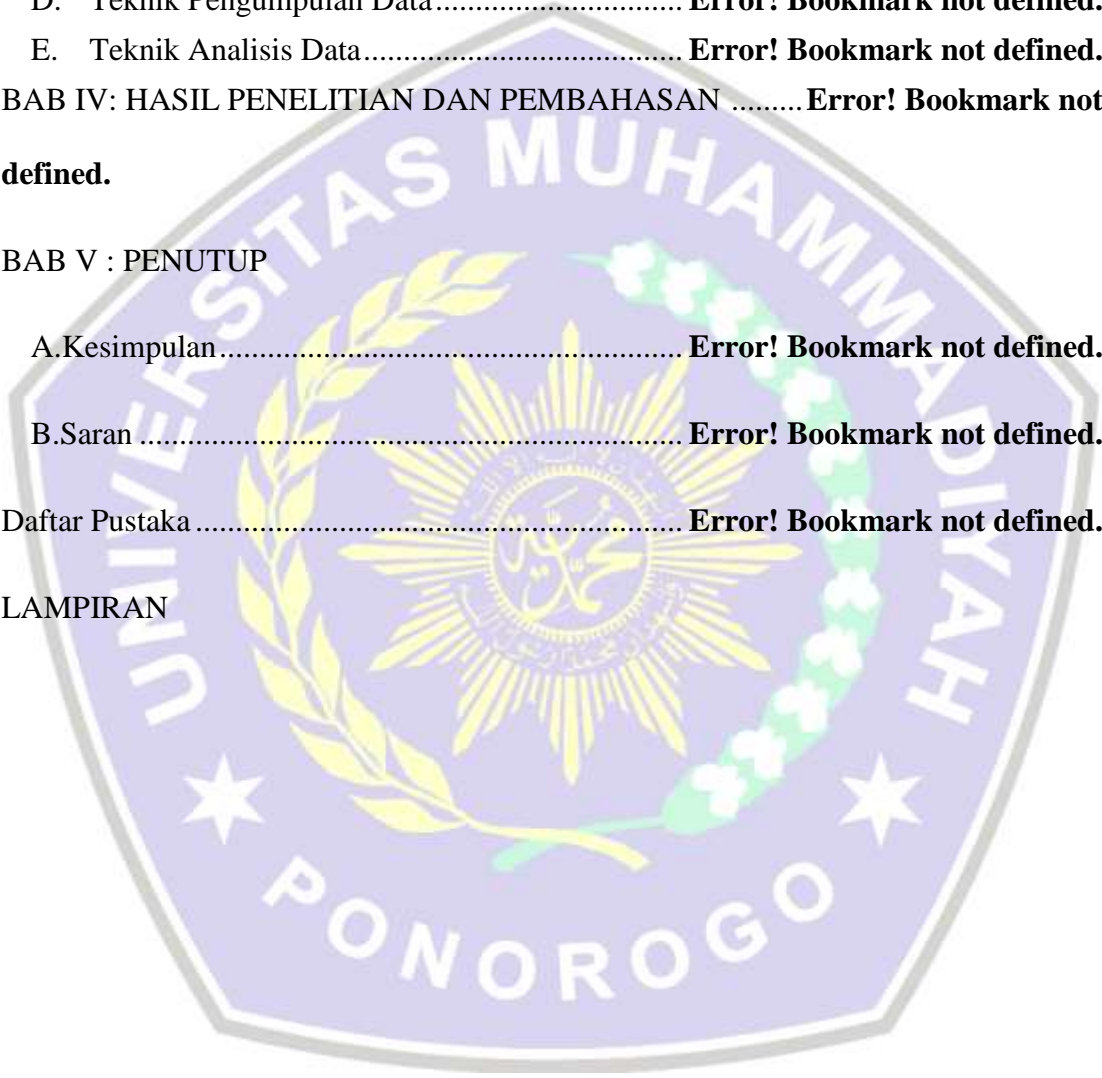 D. Teknik Pengumpulan Data............................... Error! Bookmark not defined.
E. Teknik Analisis Data........................................ Error! Bookmark not defined.
BAB IV: HASIL PENELITIAN DAN PEMBAHASAN .........Error! Bookmark not
defined.
BAB V : PENUTUP
A.Kesimpulan.......................................................... Error! Bookmark not defined.
B.Saran .................................................................... Error! Bookmark not defined.
Daftar Pustaka............................................................. Error! Bookmark not defined.
LAMPIRAN
UNIVERSITAS MUHAMMADIYAH
PONOROGO